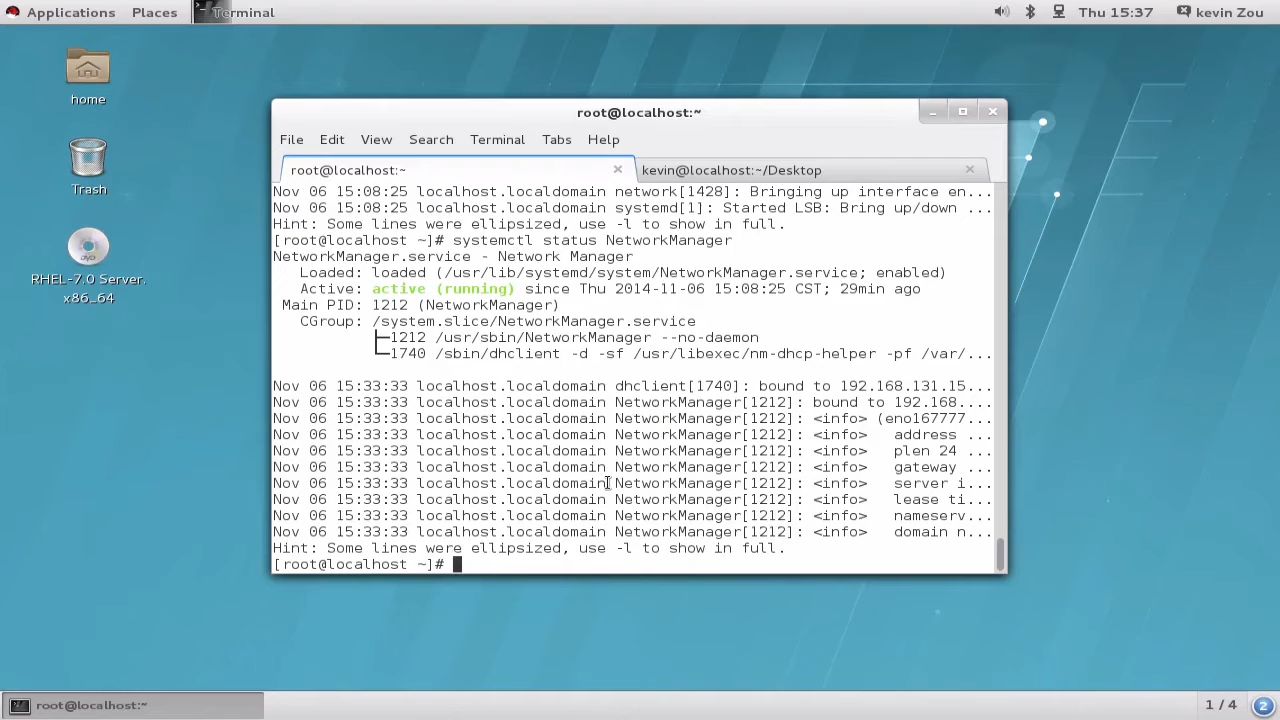 Applications Places Terminal Thu 15:37 kevin Zou
home
Trash
RHEL-7.0 Server.
x86_64
root@localhost:~
File Edit View Search Terminal Tabs Help
root@localhost:~ kevin@localhost:~/Desktop
Nov 06 15:08:25 localhost.localdomain network[1428]: Bringing up interface en...
Nov 06 15:08:25 localhost.localdomain systemd[1]: Started LSB: Bring up/down ...
Hint: Some lines were ellipsized, use -l to show in full.
[root@localhost ~]# systemctl status NetworkManager
NetworkManager.service - Network Manager
Loaded: loaded (/usr/lib/systemd/system/NetworkManager.service; enabled)
Active: active (running) since Thu 2014-11-06 15:08:25 CST; 29min ago
Main PID: 1212 (NetworkManager)
CGroup: /system.slice/NetworkManager.service
├─1212 /usr/sbin/NetworkManager --no-daemon
└─1740 /sbin/dhclient -d -sf /usr/libexec/nm-dhcp-helper -pf /var/...
Nov 06 15:33:33 localhost.localdomain dhclient[1740]: bound to 192.168.131.15...
Nov 06 15:33:33 localhost.localdomain NetworkManager[1212]: bound to 192.168....
Nov 06 15:33:33 localhost.localdomain NetworkManager[1212]: <info> (eno167777...
Nov 06 15:33:33 localhost.localdomain NetworkManager[1212]: <info> address ...
Nov 06 15:33:33 localhost.localdomain NetworkManager[1212]: <info> plen 24 ...
Nov 06 15:33:33 localhost.localdomain NetworkManager[1212]: <info> gateway ...
Nov 06 15:33:33 localhost.localdomain NetworkManager[1212]: <info> server i...
Nov 06 15:33:33 localhost.localdomain NetworkManager[1212]: <info> lease ti...
Nov 06 15:33:33 localhost.localdomain NetworkManager[1212]: <info> nameserv...
Nov 06 15:33:33 localhost.localdomain NetworkManager[1212]: <info> domain n...
Hint: Some lines were ellipsized, use -l to show in full.
[root@localhost ~]#
root@localhost:~ 1 / 4 2